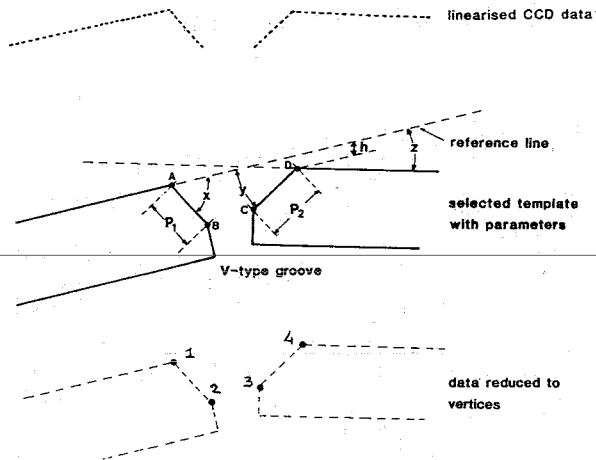 linearised CCD data
h
z
reference line
D
A
x
y
C
P2
P1
B
selected template
with parameters
V-type groove
1
4
2
3
data reduced to
vertices